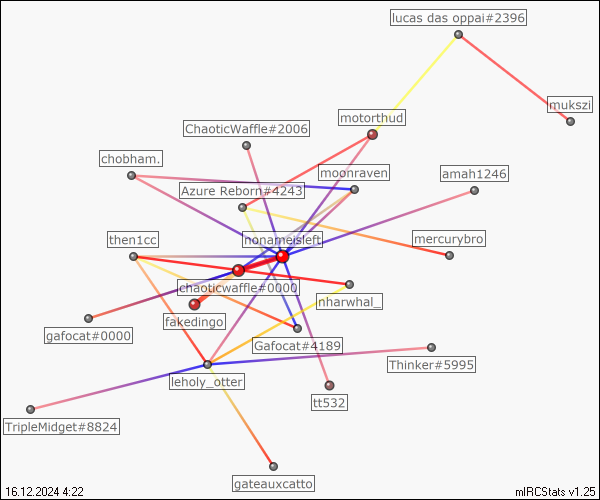 lucas das oppai#2396
mukszi
motorthud
ChaoticWaffle#2006
chobham.
moonraven
amah1246
Azure Reborn#4243
then1cc
nonameisleft
mercurybro
chaoticwaffle#0000
nharwhal_
fakedingo
gafocat#0000
Gafocat#4189
Thinker#5995
leholy_otter
tt532
TripleMidget#8824
gateauxcatto
16.12.2024 4:22
mIRCStats v1.25